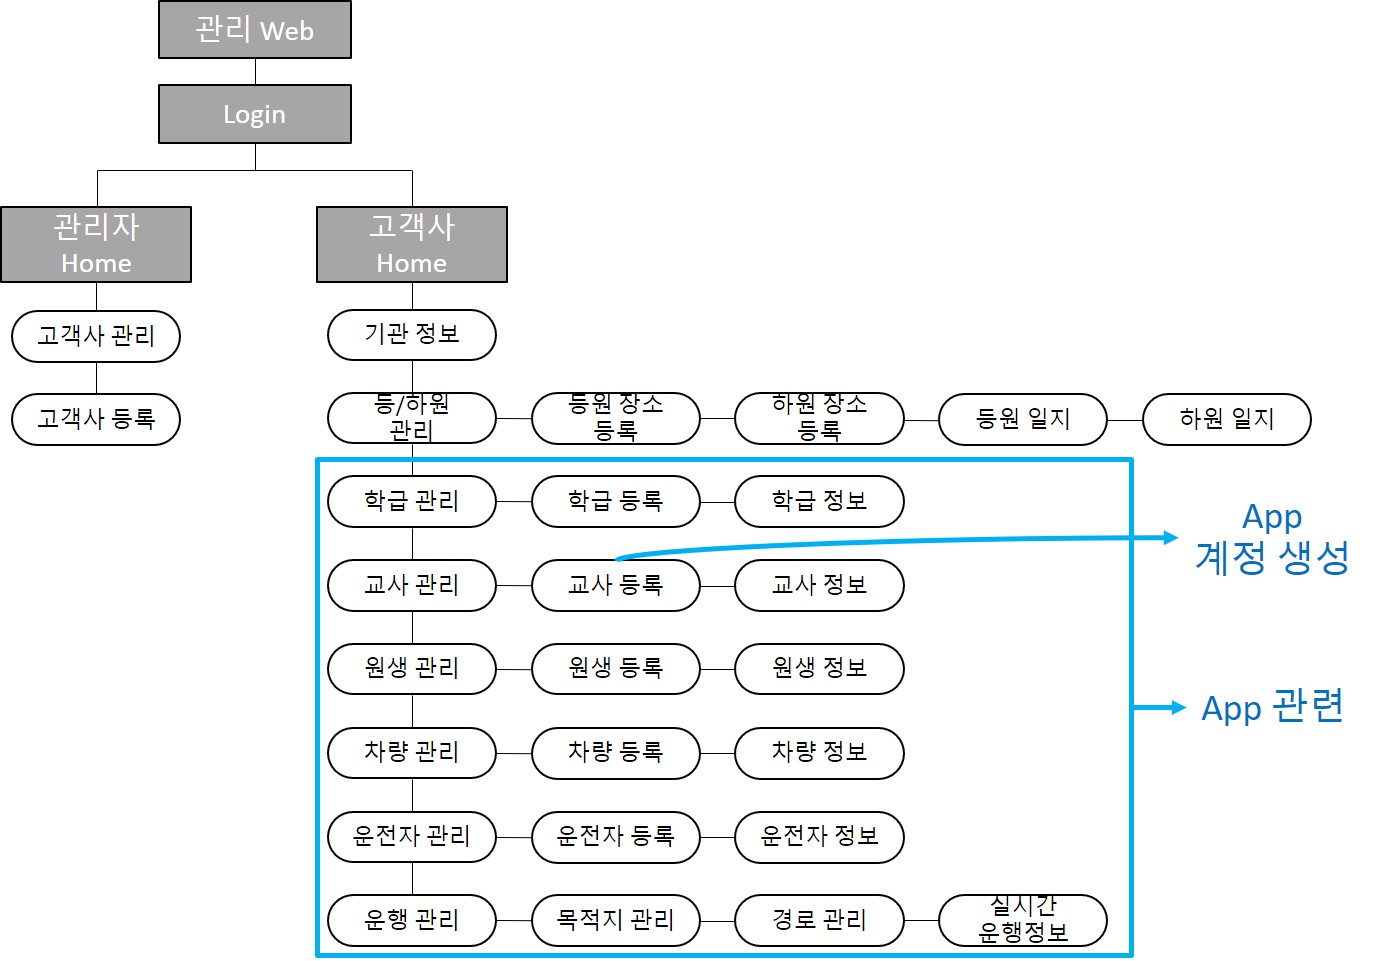 관리 Web
Login
관리자
Home
고객사
Home
고객사 관리
기관 정보
고객사 등록
등/하원
관리
등원 장소
등록
하원 장소
등록
등원 일지
하원 일지
학급 관리
학급 등록
학급 정보
App
계정 생성
교사 관리
교사 등록
교사 정보
원생 관리
원생 등록
원생 정보
App 관련
차량 관리
차량 등록
차량 정보
운전자 관리
운전자 등록
운전자 정보
운행 관리
목적지 관리
경로 관리
실시간
운행정보